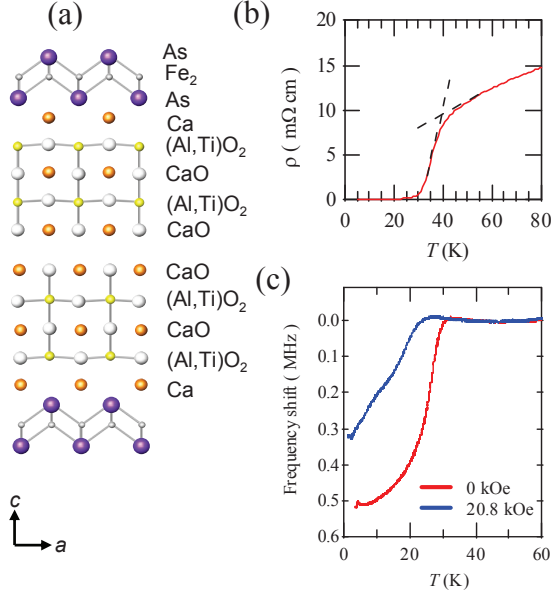 (a)
As
Fe2
As
Ca
(Al,Ti)O2
CaO
(Al,Ti)O2
CaO
CaO
(Al,Ti)O2
CaO
(Al,Ti)O2
Ca
c
a
(b)
20
15
10
5
0
ρ ( mΩ cm)
0 20 40 60 80
T (K)
(c)
0.0
0.1
0.2
0.3
0.4
0.5
0.6
Frequency shift ( MHz)
0 kOe
20.8 kOe
0 20 40 60
T (K)